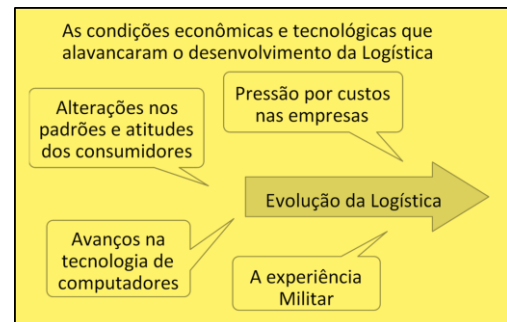 As condições econômicas e tecnológicas que
alavancaram o desenvolvimento da Logística
Alterações nos
padrões e atitudes
dos consumidores
Pressão por custos
nas empresas
Evolução da Logística
Avanços na
tecnologia de
computadores
A experiência
Militar